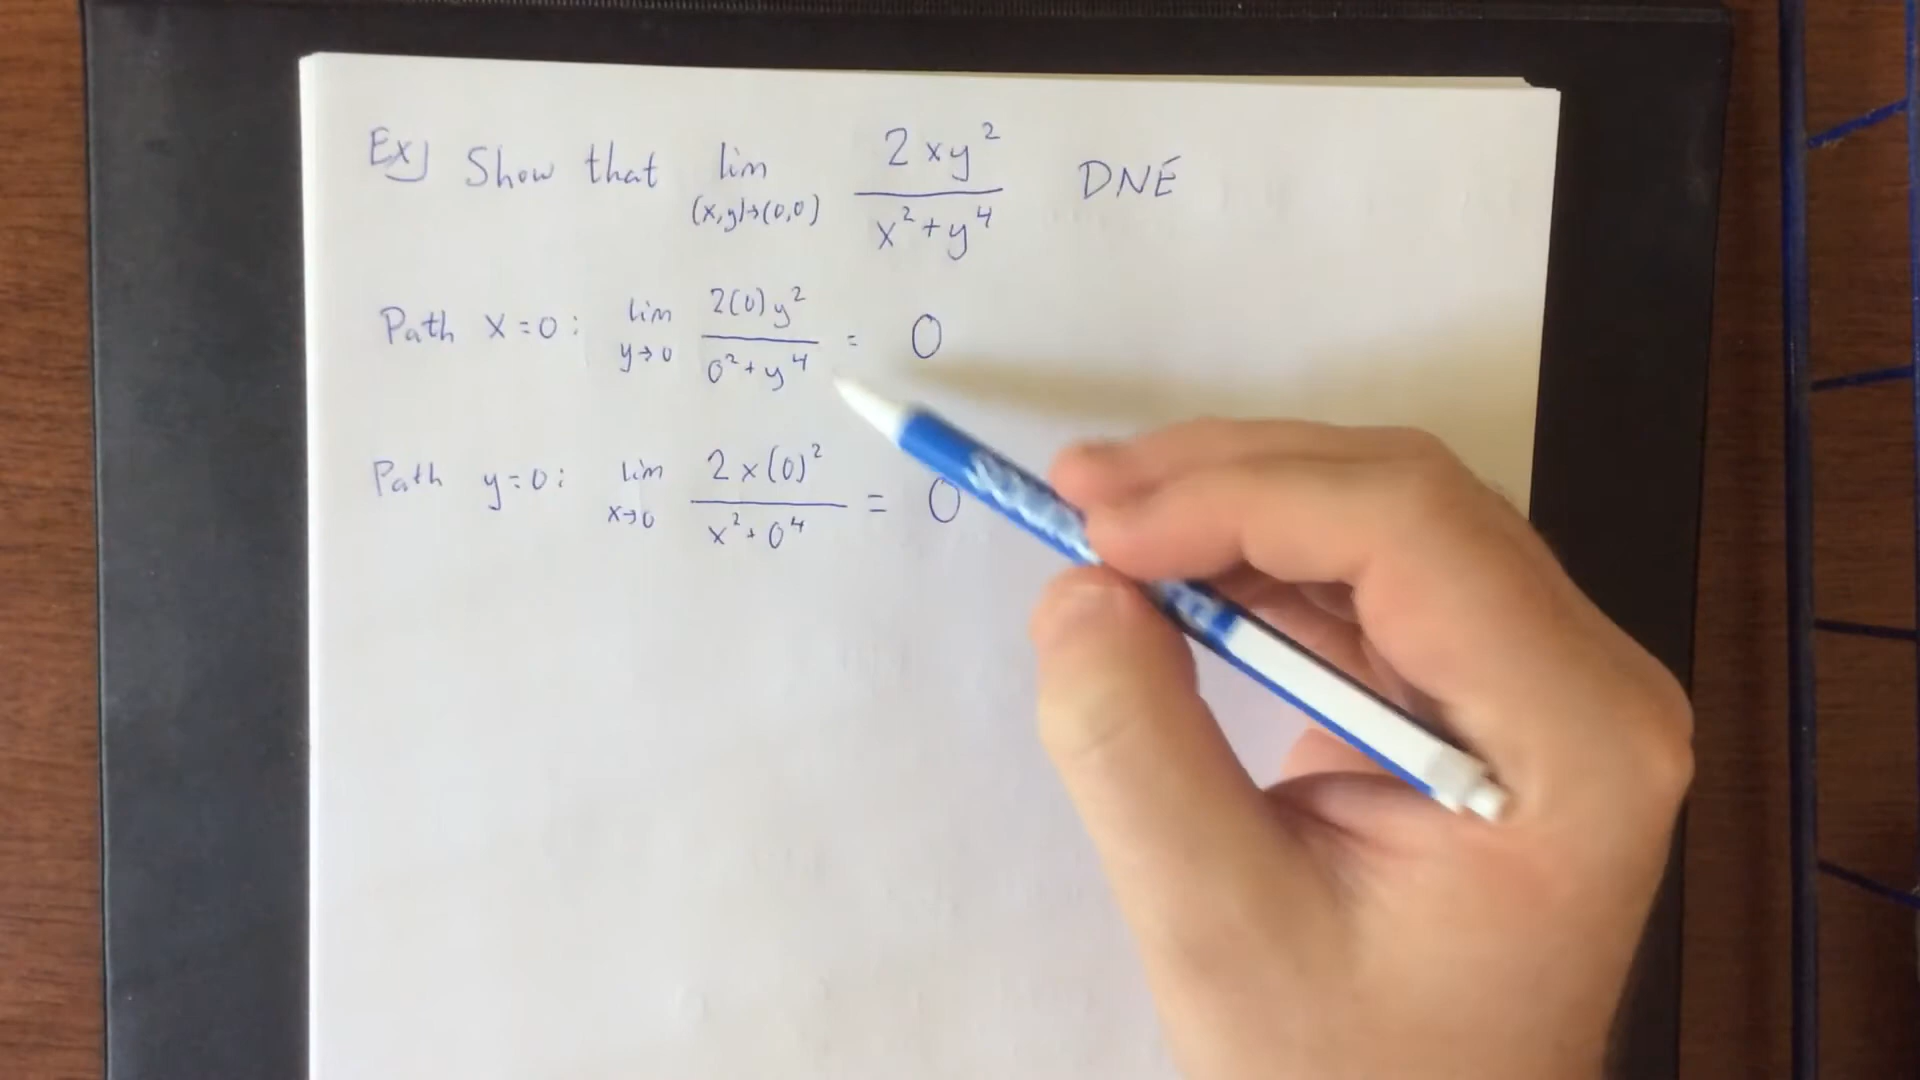 Ex) Show that lim (x,y)→(0,0) 2xy² / x²+y⁴ DNE
Path x=0: lim y→0 2(0)y² / 0²+y⁴ = 0
Path y=0: lim x→0 2x(0)² / x²+0⁴ = 0